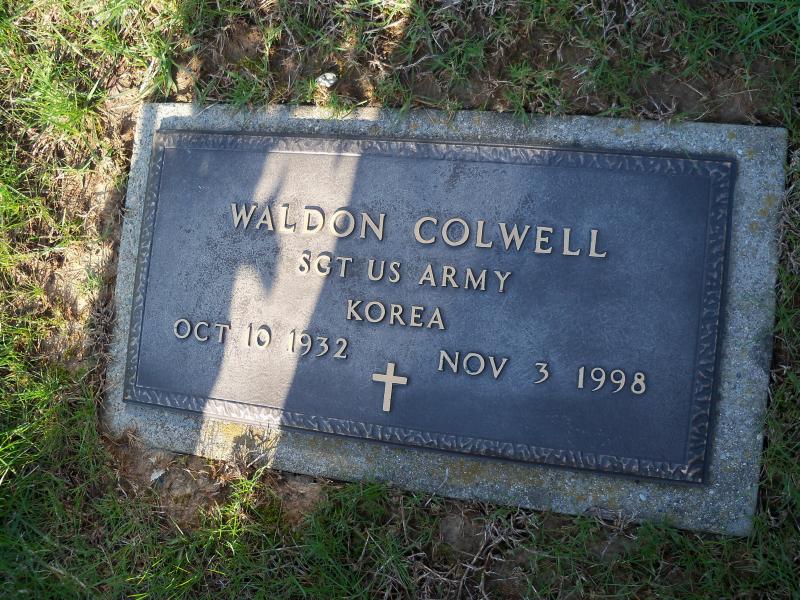 WALDON COLWELL
SGT US ARMY
KOREA
OCT 10 1932 NOV 3 1998